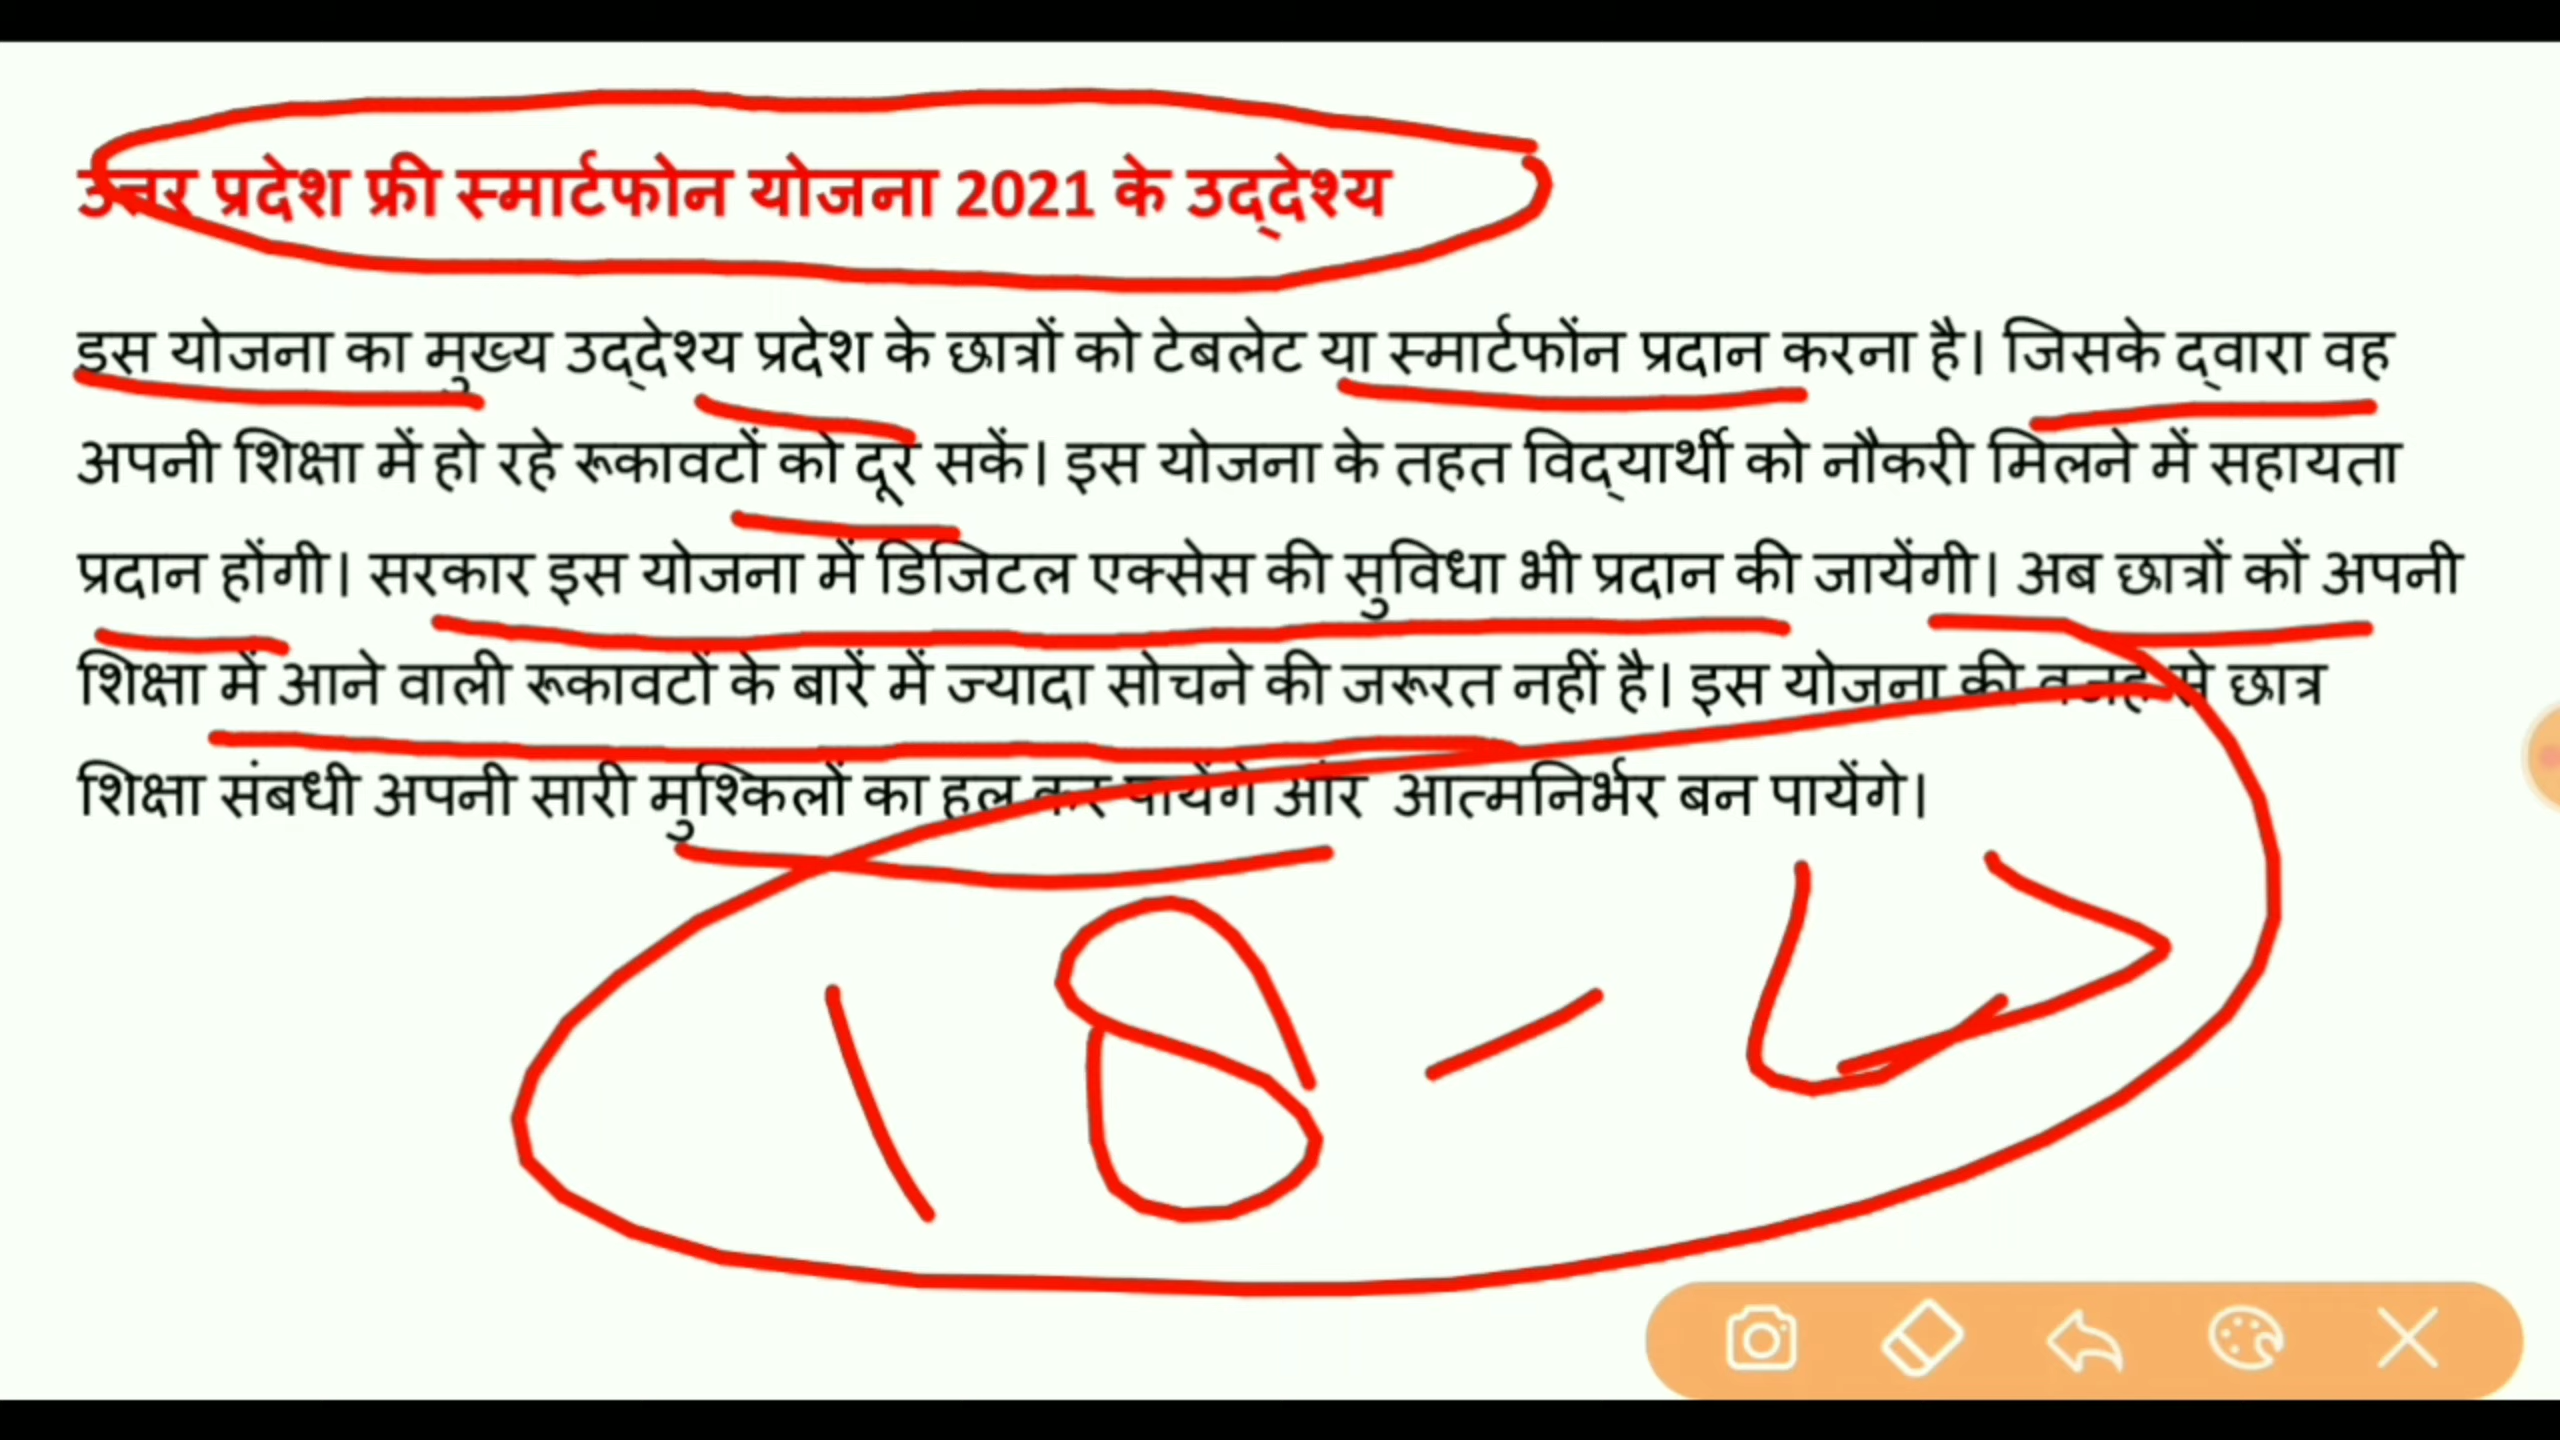 उत्तर प्रदेश फ्री स्मार्टफोन योजना 2021 के उद्देश्य
इस योजना का मुख्य उद्देश्य प्रदेश के छात्रों को टेबलेट या स्मार्टफोंन प्रदान करना है। जिसके द्वारा वह
अपनी शिक्षा में हो रहे रूकावटों को दूर सकें। इस योजना के तहत विद्यार्थी को नौकरी मिलने में सहायता
प्रदान होंगी। सरकार इस योजना में डिजिटल एक्सेस की सुविधा भी प्रदान की जायेंगी। अब छात्रों कों अपनी
शिक्षा में आने वाली रूकावटों के बारें में ज्यादा सोचने की जरूरत नहीं है। इस योजना की वजह से छात्र
शिक्षा संबधी अपनी सारी मुश्किलों का हल कर पायेंगे और आत्मनिर्भर बन पायेंगे।
18 -